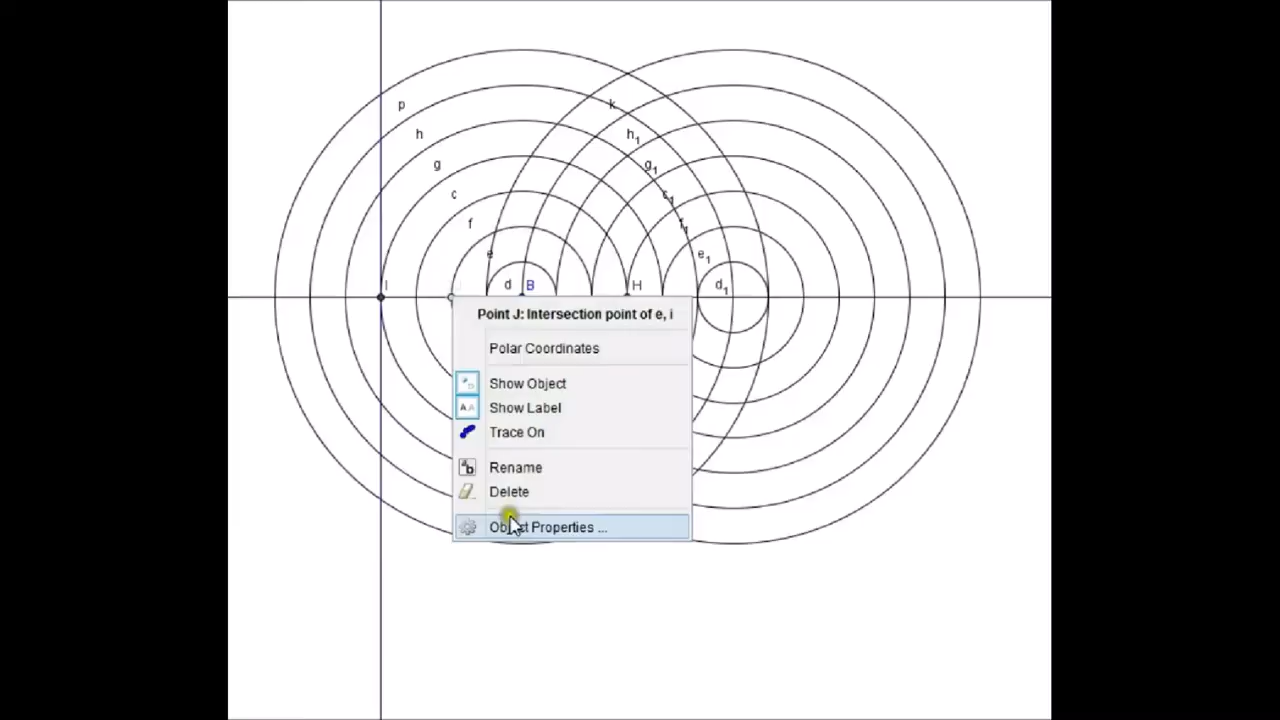 p
k
h
h1
g
g1
c
c1
f
f1
e
e1
I
d
B
H
d1
Point J: Intersection point of e, i
Polar Coordinates
Show Object
Show Label
Trace On
Rename
Delete
Object Properties ...